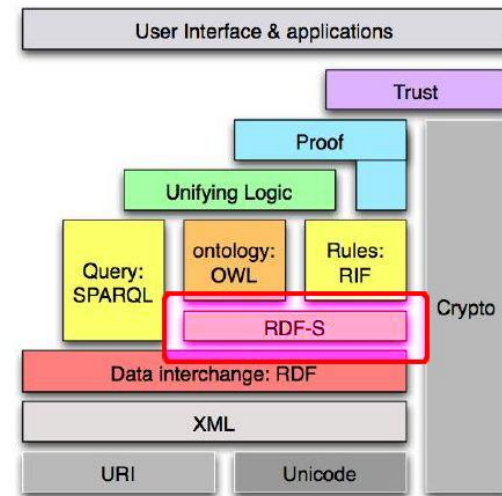 User Interface & applications
Trust
Proof
Unifying Logic
Query:
SPARQL
ontology:
OWL
Rules:
RIF
Crypto
RDF-S
Data interchange: RDF
XML
URI
Unicode